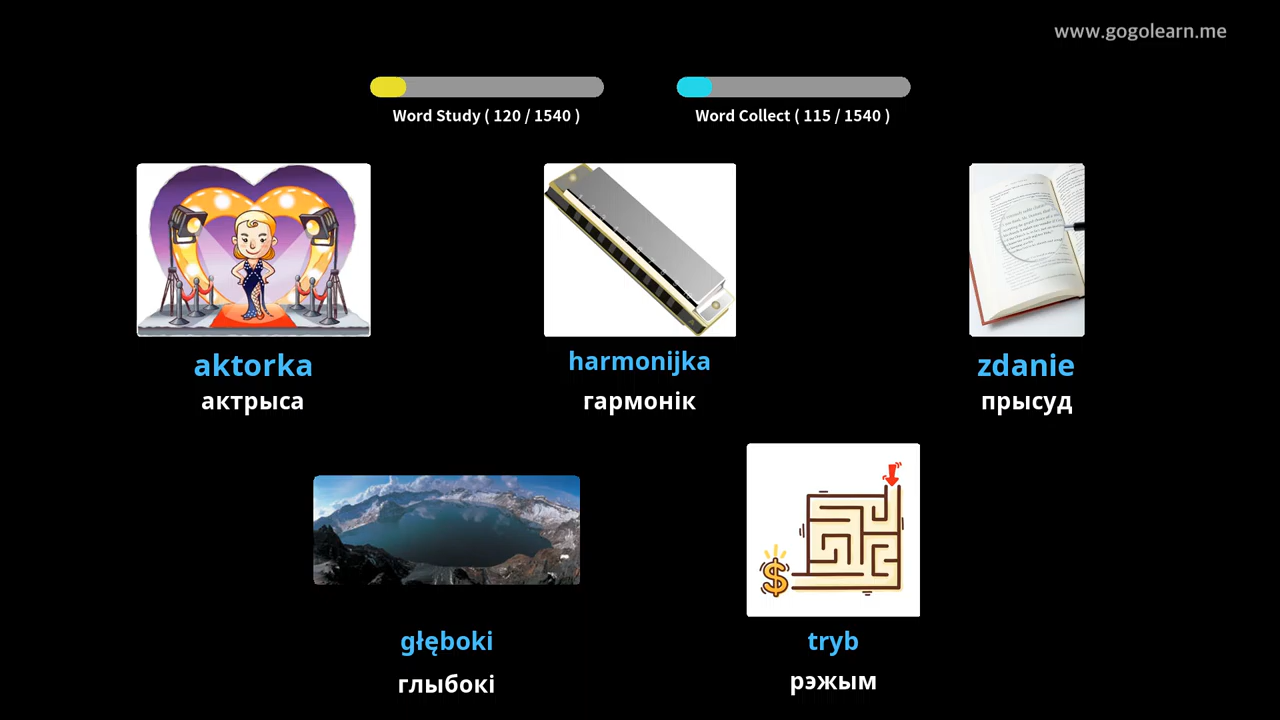 www.gogolearn.me
Word Study ( 120 / 1540 )
Word Collect ( 115 / 1540 )
aktorka
актрыса
harmonijka
гармонік
zdanie
прысуд
głęboki
глыбокі
tryb
рэжым